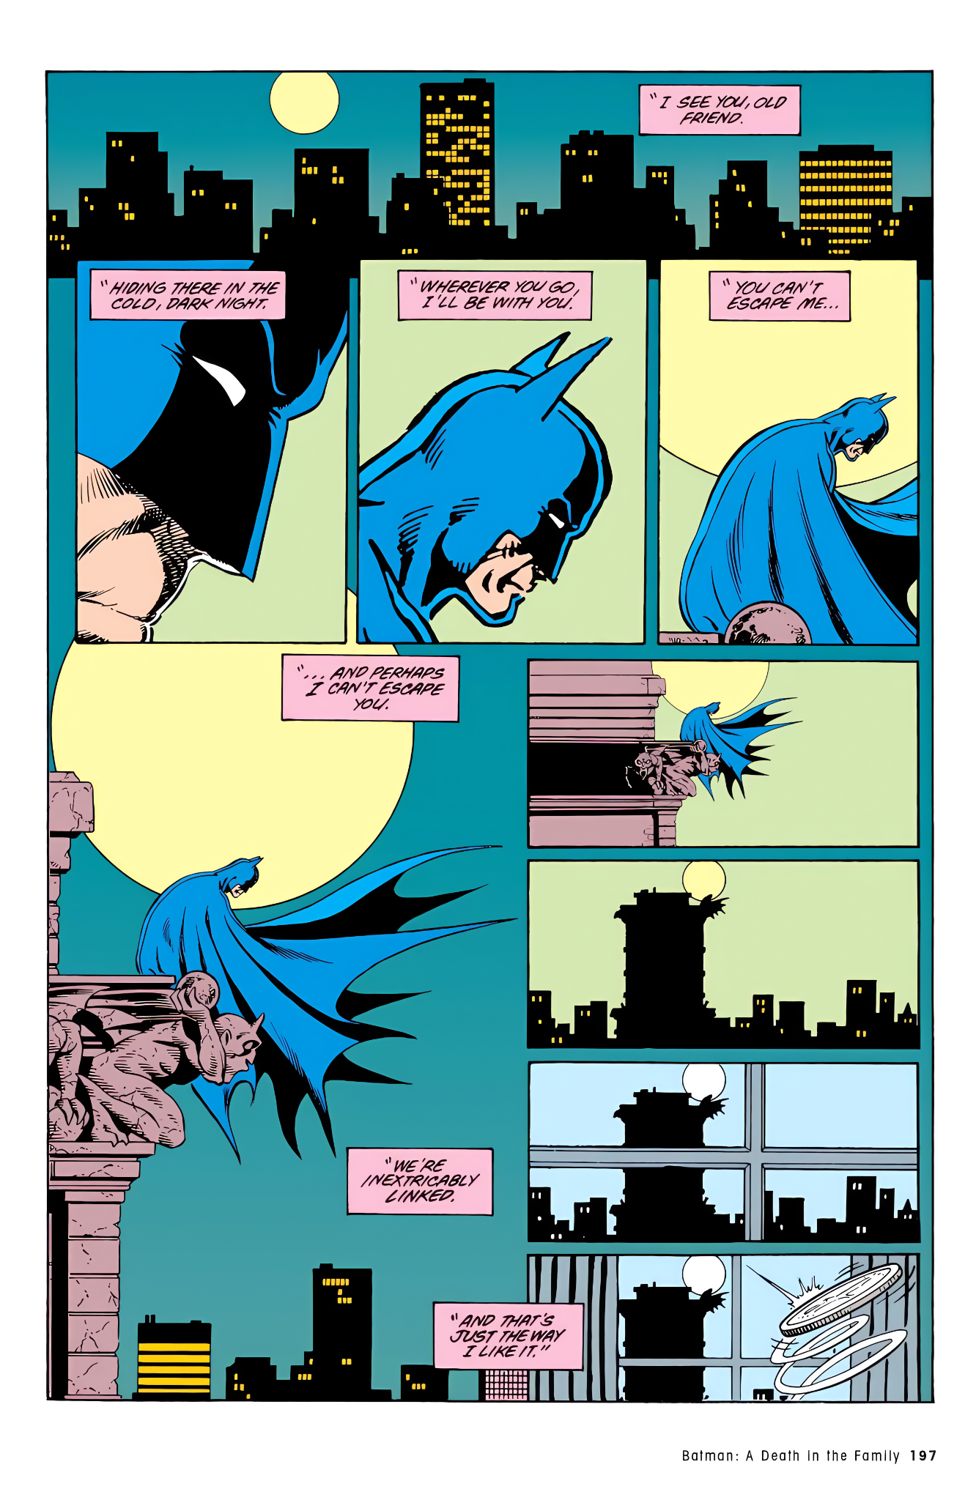 "I SEE YOU, OLD
FRIEND.
"HIDING THERE IN THE
COLD, DARK NIGHT.
"WHEREVER YOU GO,
I'LL BE WITH YOU.
"YOU CAN'T
ESCAPE ME...
"... AND PERHAPS
I CAN'T ESCAPE
YOU.
"WE'RE
INEXTRICABLY
LINKED.
"AND THAT'S
JUST THE WAY
I LIKE IT."
Batman: A Death in the Family 197